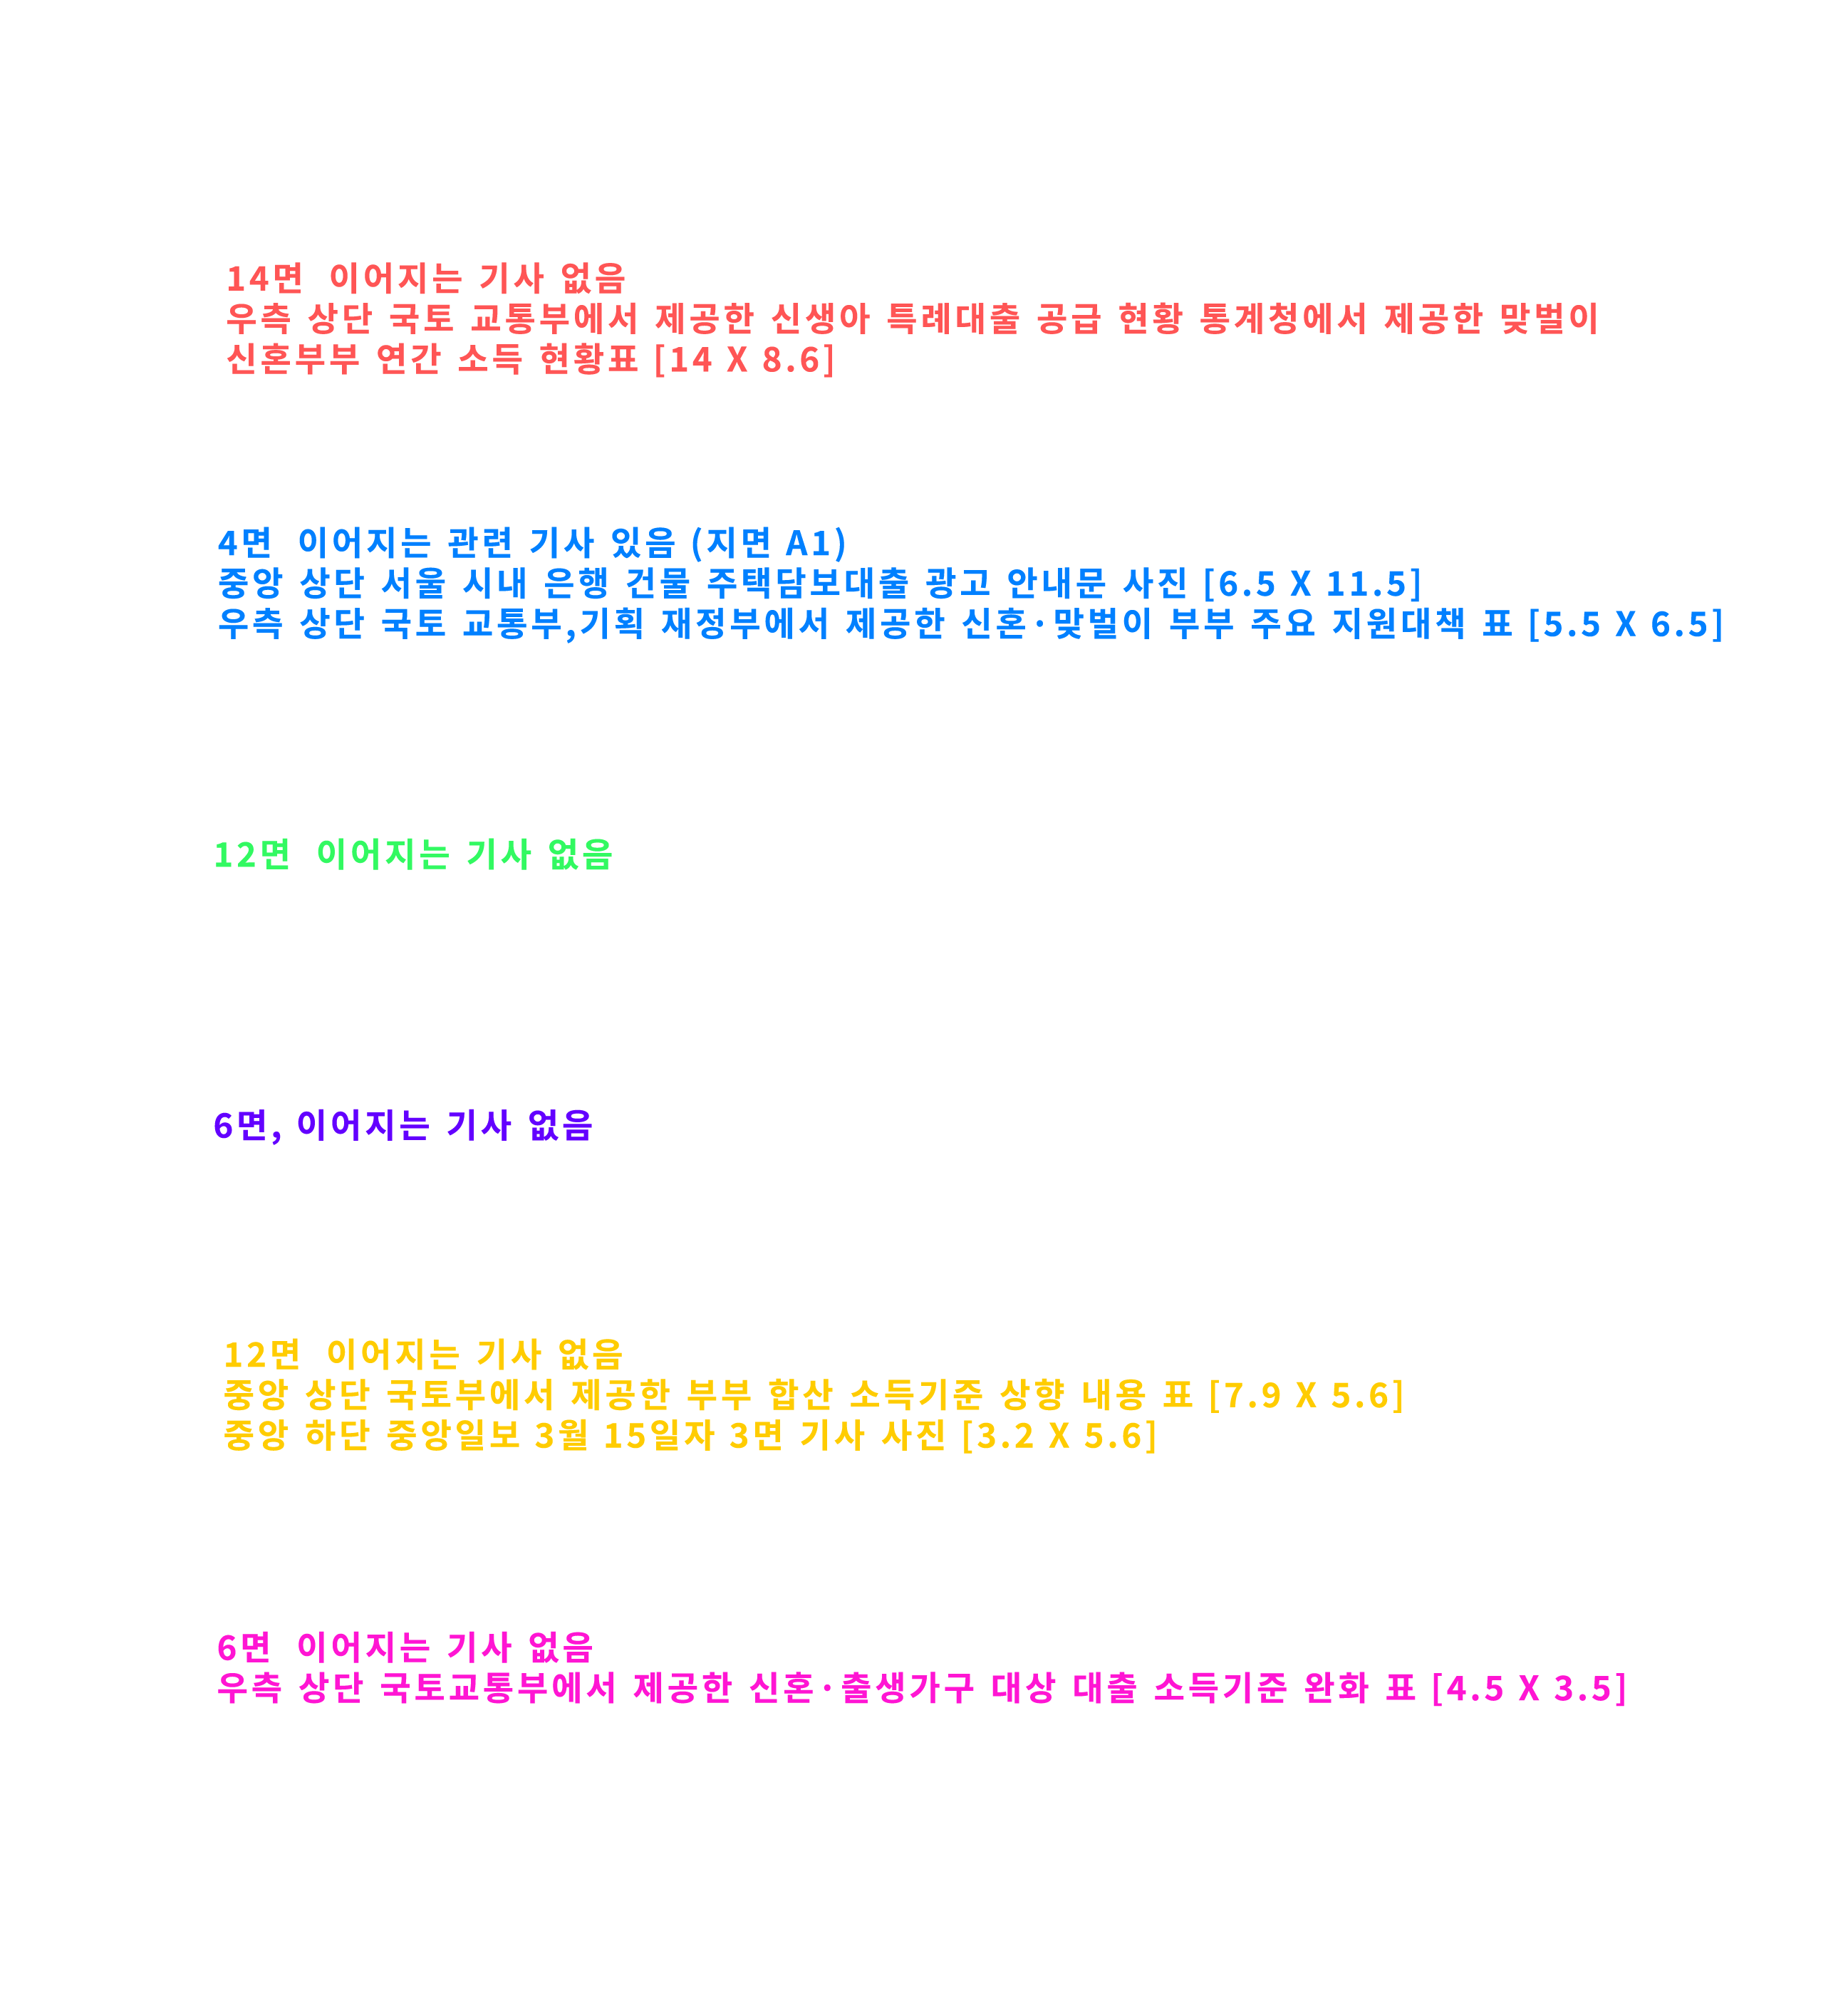 14면  이어지는 기사 없음
우측 상단 국토 교통부에서 제공한 신생아 특례대출 공급 현황 통계청에서 제공한 맞벌이
신혼부부 연간 소득 현황표 [14 X 8.6]
4면  이어지는 관련 기사 있음 (지면 A1)
중앙 상단 서울 시내 은행 건물 주택담보대출 광고 안내문 사진 [6.5 X 11.5]
우측 상단 국토 교통부,기획 재정부에서 제공한 신혼·맞벌이 부부 주요 지원대책 표 [5.5 X 6.5]
12면  이어지는 기사 없음
6면, 이어지는 기사 없음
12면  이어지는 기사 없음
중앙 상단 국토부에서 제공한 부부 합산 소득기준 상향 내용 표 [7.9 X 5.6]
중앙 하단 중앙일보 3월 15일자 3면 기사 사진 [3.2 X 5.6]
6면  이어지는 기사 없음
우측 상단 국토교통부에서 제공한 신혼·출생가구 대상 대출 소득기준 완화 표 [4.5 X 3.5]